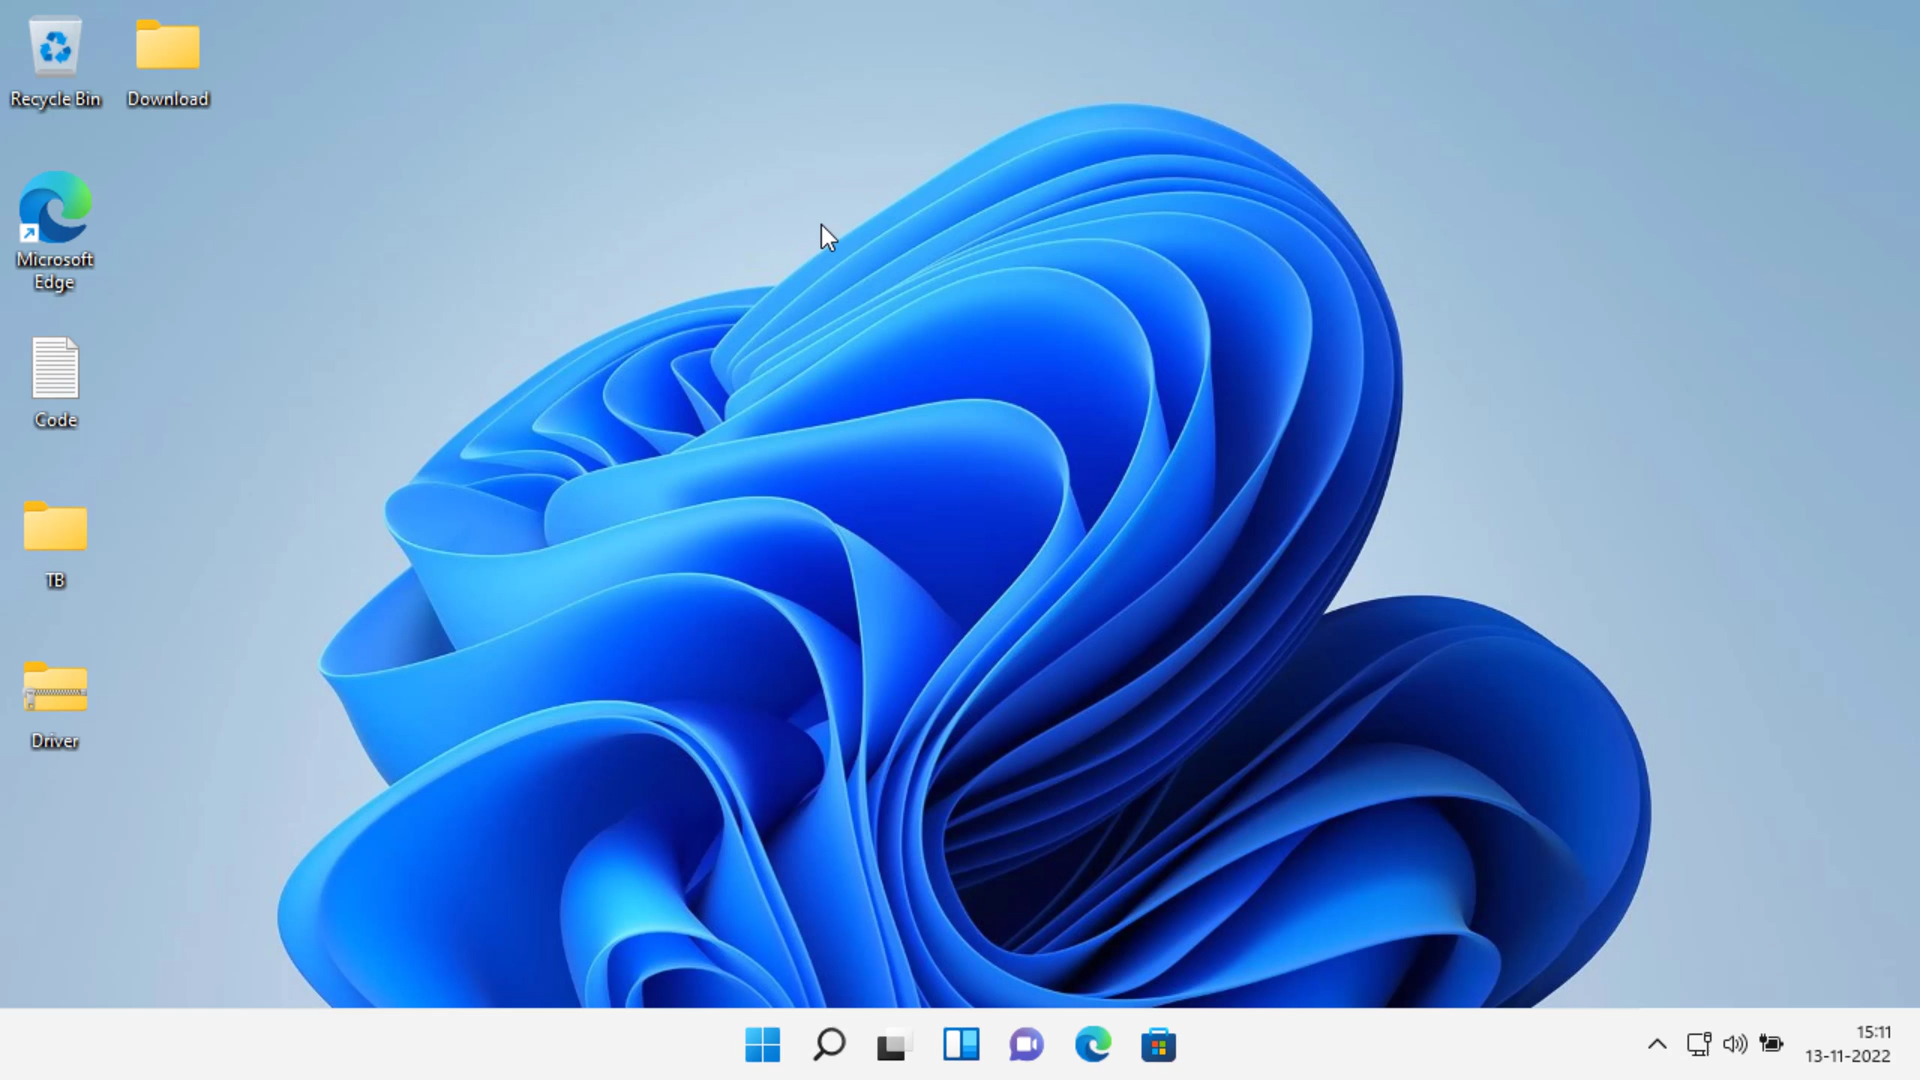 Recycle Bin
Download
Microsoft
Edge
Code
TB
Driver
15:11
13-11-2022